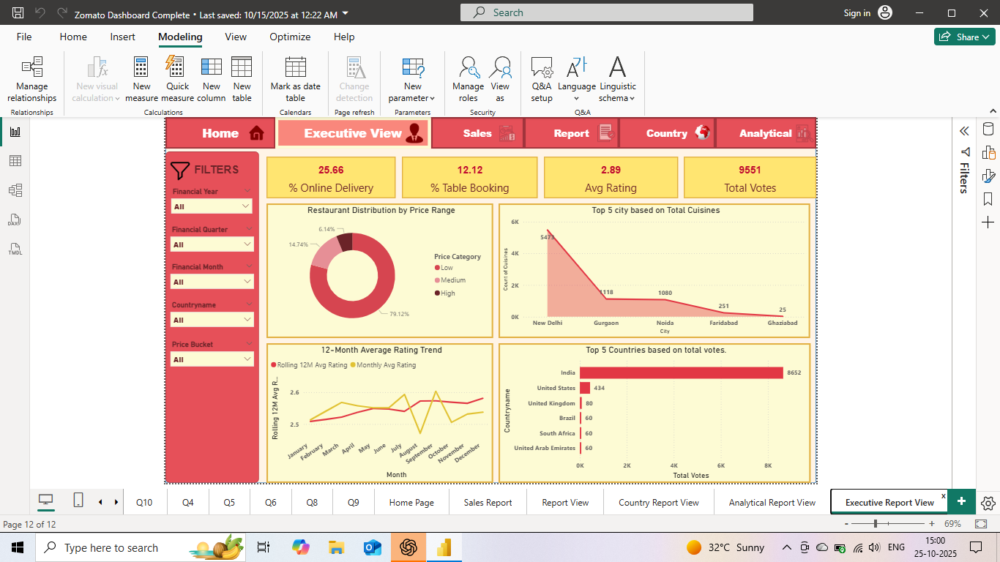 Zomato Dashboard Complete • Last saved: 10/15/2025 at 12:22 AM
Search
Sign in
File Home Insert Modeling View Optimize Help
Share
Manage relationships
New visual calculation
New measure
Quick measure
New column
New table
Mark as date table
Change detection
New parameter
Manage roles
View as
Q&A setup
Language
Linguistic schema
Relationships
Calculations
Calendars
Page refresh
Parameters
Security
Q&A
Home
Executive View
Sales
Report
Country
Analytical
FILTERS
Financial Year
All
Financial Quarter
All
Financial Month
All
Countryname
All
Price Bucket
All
25.66
% Online Delivery
12.12
% Table Booking
2.89
Avg Rating
9551
Total Votes
Restaurant Distribution by Price Range
6.14%
14.74%
79.12%
Price Category
Low
Medium
High
Top 5 city based on Total Cuisines
Count of Cuisines
6K
4K
2K
0K
5473
1118
1080
251
25
New Delhi
Gurgaon
Noida
Faridabad
Ghaziabad
City
12-Month Average Rating Trend
Rolling 12M Avg Rating
Monthly Avg Rating
Rolling 12M Avg R...
2.6
2.5
January
February
March
April
May
June
July
August
September
October
November
December
Month
Top 5 Countries based on total votes.
Countryname
India 8652
United States 434
United Kingdom 80
Brazil 60
South Africa 60
United Arab Emirates 60
0K 2K 4K 6K 8K
Total Votes
Filters
DAX
TMDL
Q10
Q4
Q5
Q6
Q8
Q9
Home Page
Sales Report
Report View
Country Report View
Analytical Report View
Executive Report View
x
+
Page 12 of 12
- + 69%
Type here to search
32°C Sunny
ENG
15:00
25-10-2025